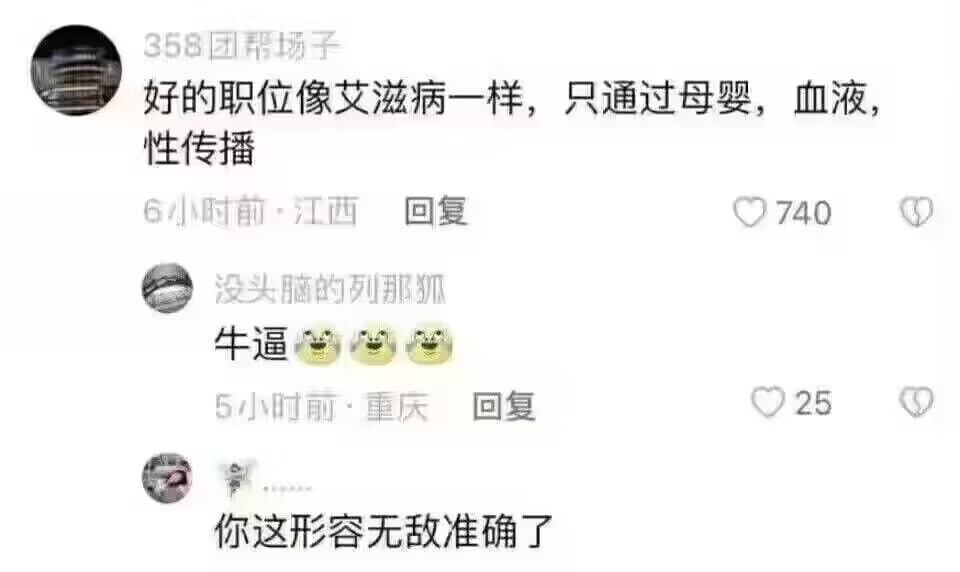 358团帮场子
好的职位像艾滋病一样，只通过母婴，血液，
性传播
6小时前·江西 回复 740
没头脑的列那狐
牛逼
5小时前·重庆 回复 25
......
你这形容无敌准确了